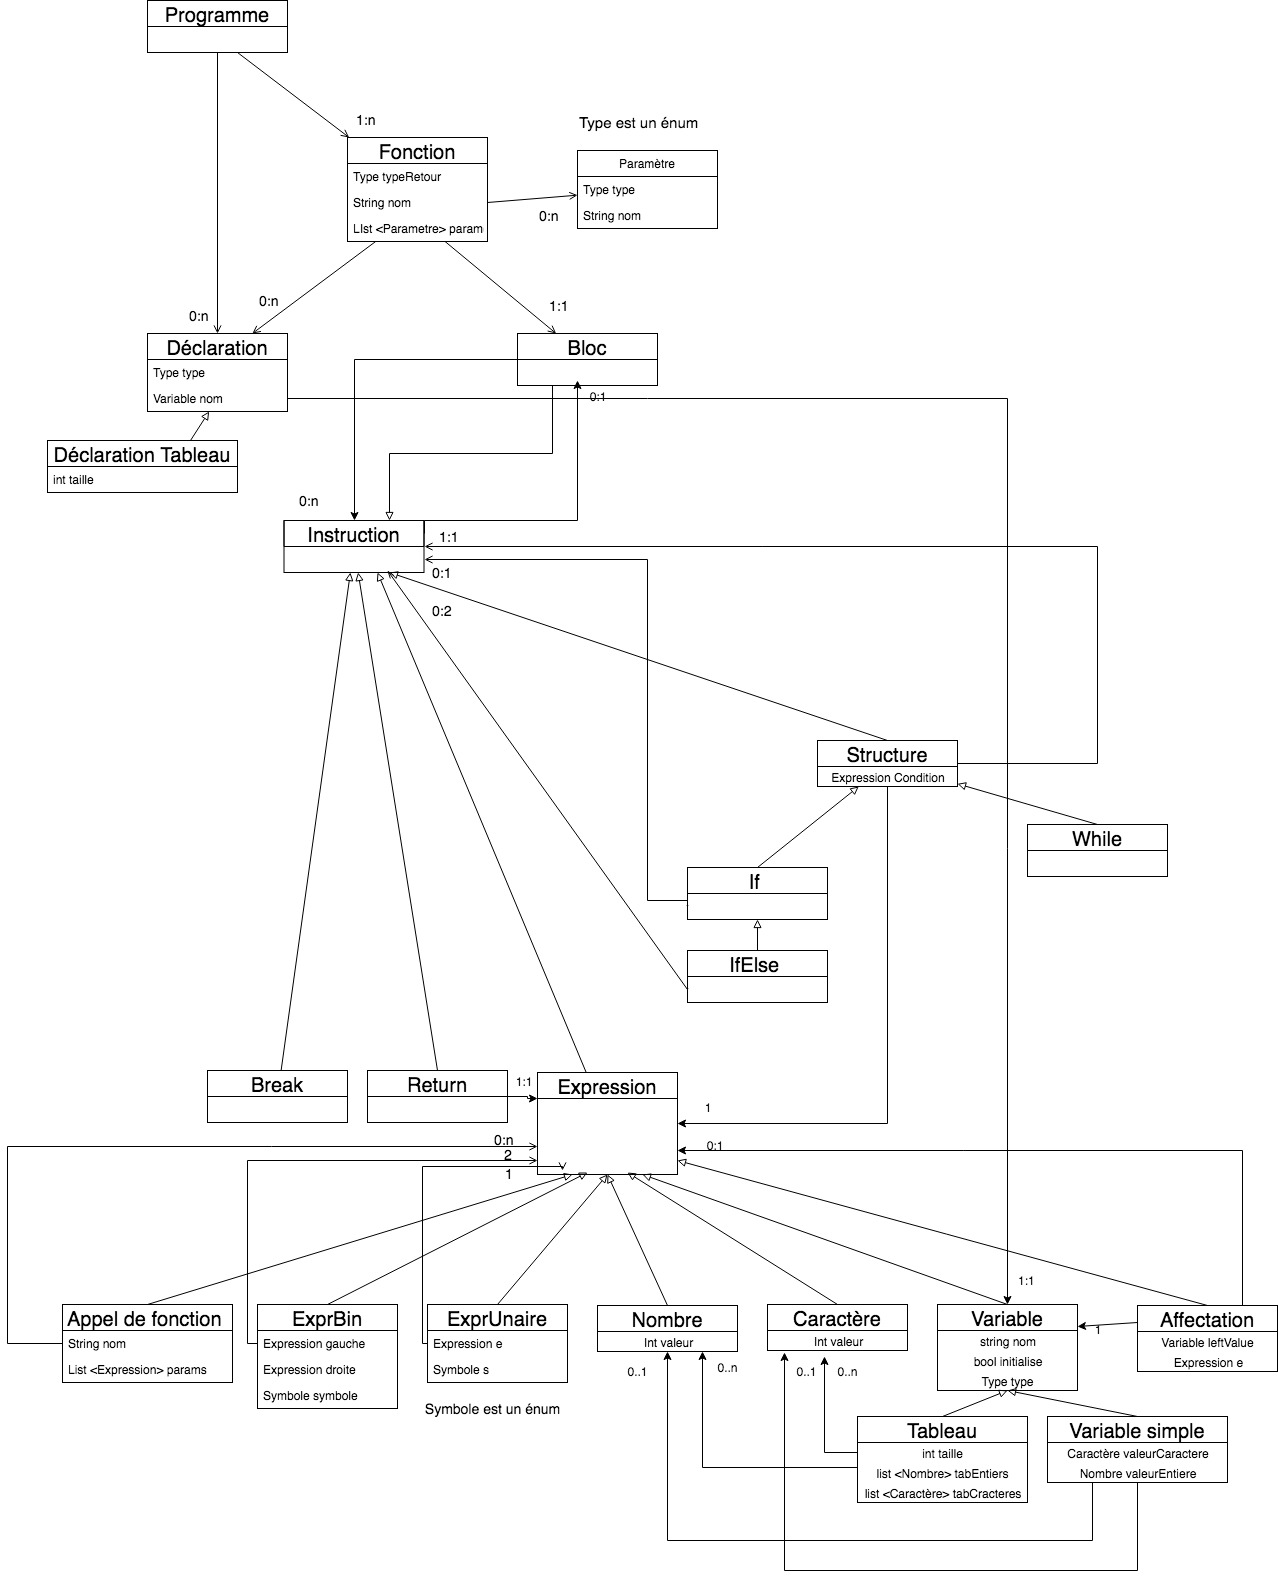 Programme
1:n
Type est un énum
Fonction
Type typeRetour
String nom
LIst <Parametre> param
Paramètre
Type type
String nom
0:n
0:n
1:1
0:n
Déclaration
Type type
Variable nom
Bloc
0:1
Déclaration Tableau
int taille
0:n
Instruction
1:1
0:1
0:2
Structure
Expression Condition
While
If
IfElse
Break
Return
1:1
Expression
1
0:n
2
1
0:1
1:1
Appel de fonction
String nom
List <Expression> params
ExprBin
Expression gauche
Expression droite
Symbole symbole
ExprUnaire
Expression e
Symbole s
Symbole est un énum
Nombre
Int valeur
0..1
0..n
Caractère
Int valeur
0..1
0..n
Variable
string nom
bool initialise
Type type
1
Affectation
Variable leftValue
Expression e
Tableau
int taille
list <Nombre> tabEntiers
list <Caractère> tabCracteres
Variable simple
Caractère valeurCaractere
Nombre valeurEntiere